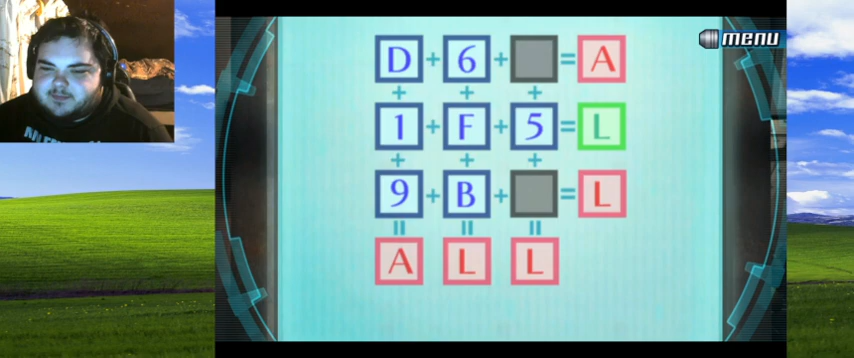 MENU
D + 6 + = A
+ + +
1 + F + 5 = L
+ + +
9 + B + = L
= = =
A L L